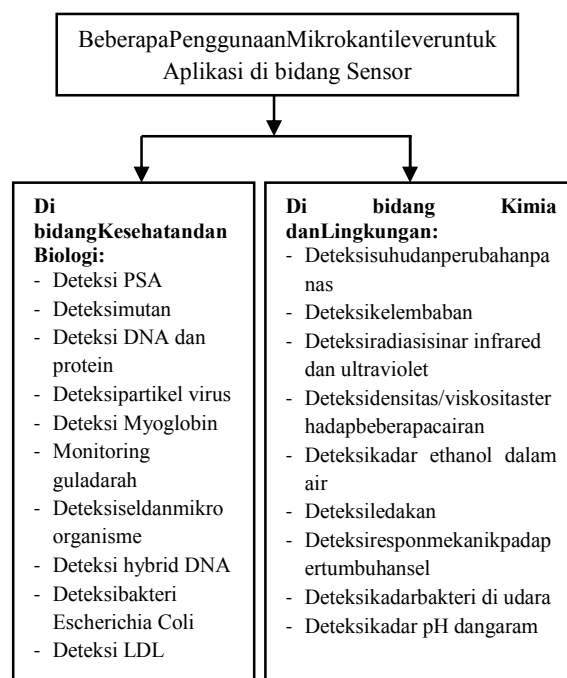 BeberapaPenggunaanMikrokantileveruntuk
Aplikasi di bidang Sensor
Di
bidangKesehatandan
Biologi:
- Deteksi PSA
- Deteksimutan
- Deteksi DNA dan
protein
- Deteksipartikel virus
- Deteksi Myoglobin
- Monitoring
guladarah
- Deteksiseldanmikro
organisme
- Deteksi hybrid DNA
- Deteksibakteri
Escherichia Coli
- Deteksi LDL
Di bidang Kimia
danLingkungan:
- Deteksisuhudanperubahanpa
nas
- Deteksikelembaban
- Deteksiradiasisinar infrared
dan ultraviolet
- Deteksidensitas/viskositaster
hadapbeberapacairan
- Deteksikadar ethanol dalam
air
- Deteksiledakan
- Deteksiresponmekanikpadap
ertumbuhansel
- Deteksikadarbakteri di udara
- Deteksikadar pH dangaram